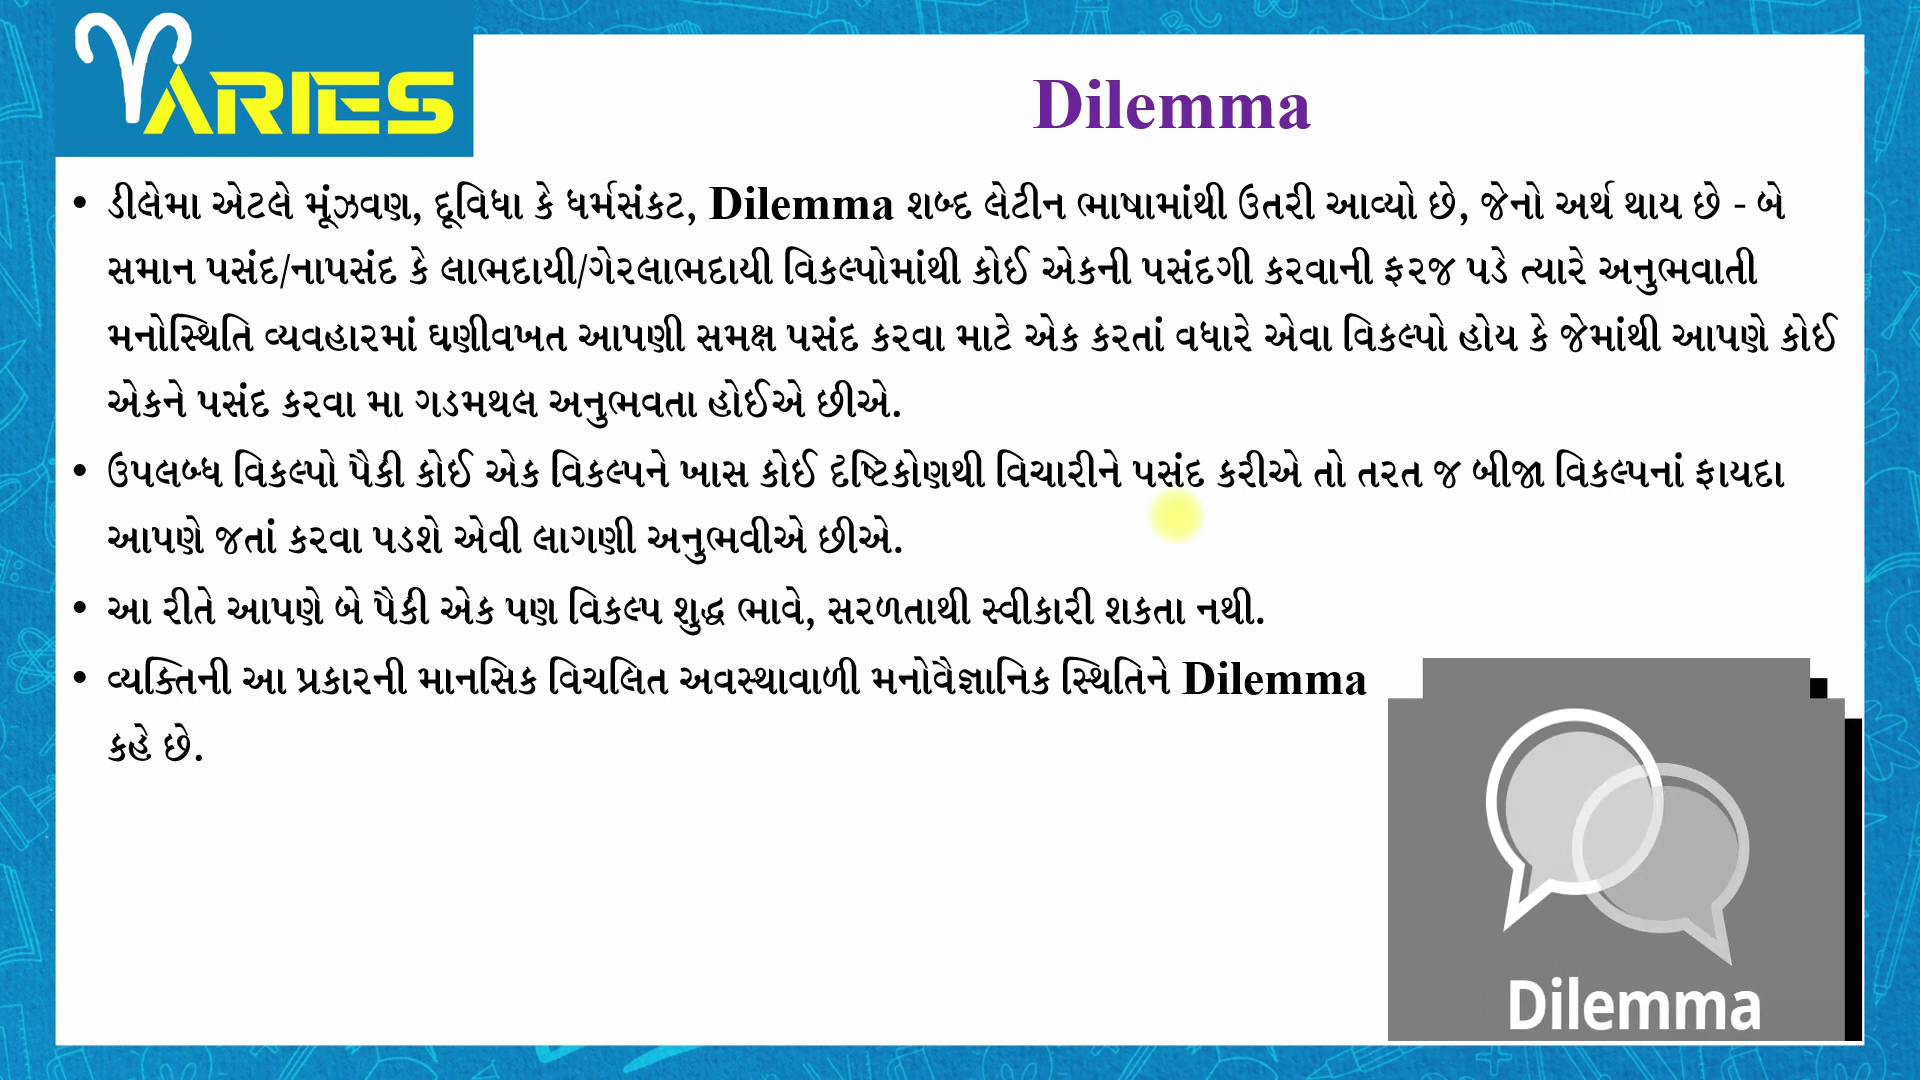 ARIES
Dilemma
• ડીલેમા એટલે મૂંઝવણ, દૂવિધા કે ધર્મસંકટ, Dilemma શબ્દ લેટીન ભાષામાંથી ઉતરી આવ્યો છે, જેનો અર્થ થાય છે - બે
સમાન પસંદ/નાપસંદ કે લાભદાયી/ગેરલાભદાયી વિકલ્પોમાંથી કોઈ એકની પસંદગી કરવાની ફરજ પડે ત્યારે અનુભવાતી
મનોસ્થિતિ વ્યવહારમાં ઘણીવખત આપણી સમક્ષ પસંદ કરવા માટે એક કરતાં વધારે એવા વિકલ્પો હોય કે જેમાંથી આપણે કોઈ
એકને પસંદ કરવા મા ગડમથલ અનુભવતા હોઈએ છીએ.
• ઉપલબ્ધ વિકલ્પો પૈકી કોઈ એક વિકલ્પને ખાસ કોઈ દંષ્ટિકોણથી વિચારીને પસંદ કરીએ તો તરત જ બીજા વિકલ્પનાં ફાયદા
આપણે જતાં કરવા પડશે એવી લાગણી અનુભવીએ છીએ.
• આ રીતે આપણે બે પૈકી એક પણ વિકલ્પ શુદ્ધ ભાવે, સરળતાથી સ્વીકારી શકતા નથી.
• વ્યક્તિની આ પ્રકારની માનસિક વિચલિત અવસ્થાવાળી મનોવૈજ્ઞાનિક સ્થિતિને Dilemma
કહે છે.
Dilemma